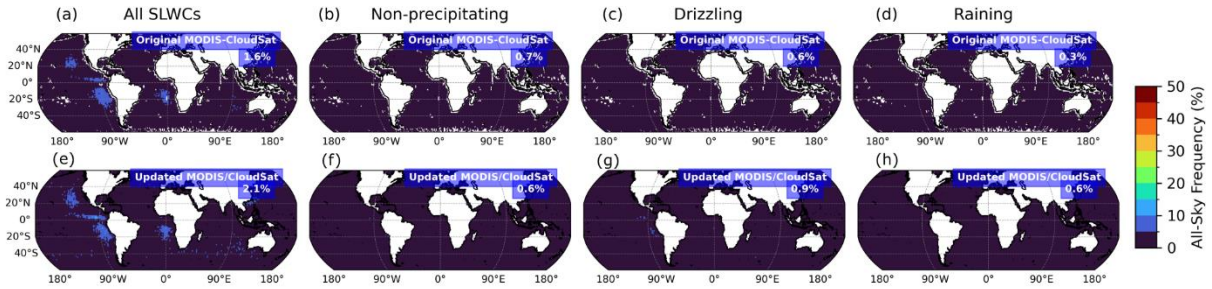 (a) All SLWCs (b) Non-precipitating (c) Drizzling (d) Raining
Original MODIS-CloudSat Original MODIS-CloudSat Original MODIS-CloudSat Original MODIS-CloudSat
1.6% 0.7% 0.6% 0.3%
40°N
20°N
0°
20°S
40°S
180° 90°W 0° 90°E 180° 180° 90°W 0° 90°E 180° 180° 90°W 0° 90°E 180° 180° 90°W 0° 90°E 180°
(e) (f) (g) (h)
Updated MODIS/CloudSat Updated MODIS/CloudSat Updated MODIS/CloudSat Updated MODIS/CloudSat
2.1% 0.6% 0.9% 0.6%
40°N
20°N
0°
20°S
40°S
180° 90°W 0° 90°E 180° 180° 90°W 0° 90°E 180° 180° 90°W 0° 90°E 180° 180° 90°W 0° 90°E 180°
50
40
30
20
10
0
All-Sky Frequency (%)